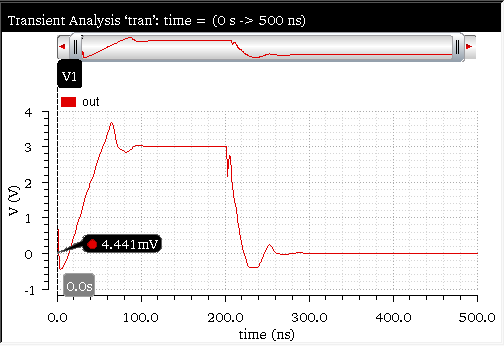 Transient Analysis ‘tran’: time = (0 s -> 500 ns)
V1
out
4
3
2
1
0
-1
V (V)
4.441mV
0.0s
0.0 100.0 200.0 300.0 400.0 500.0
time (ns)